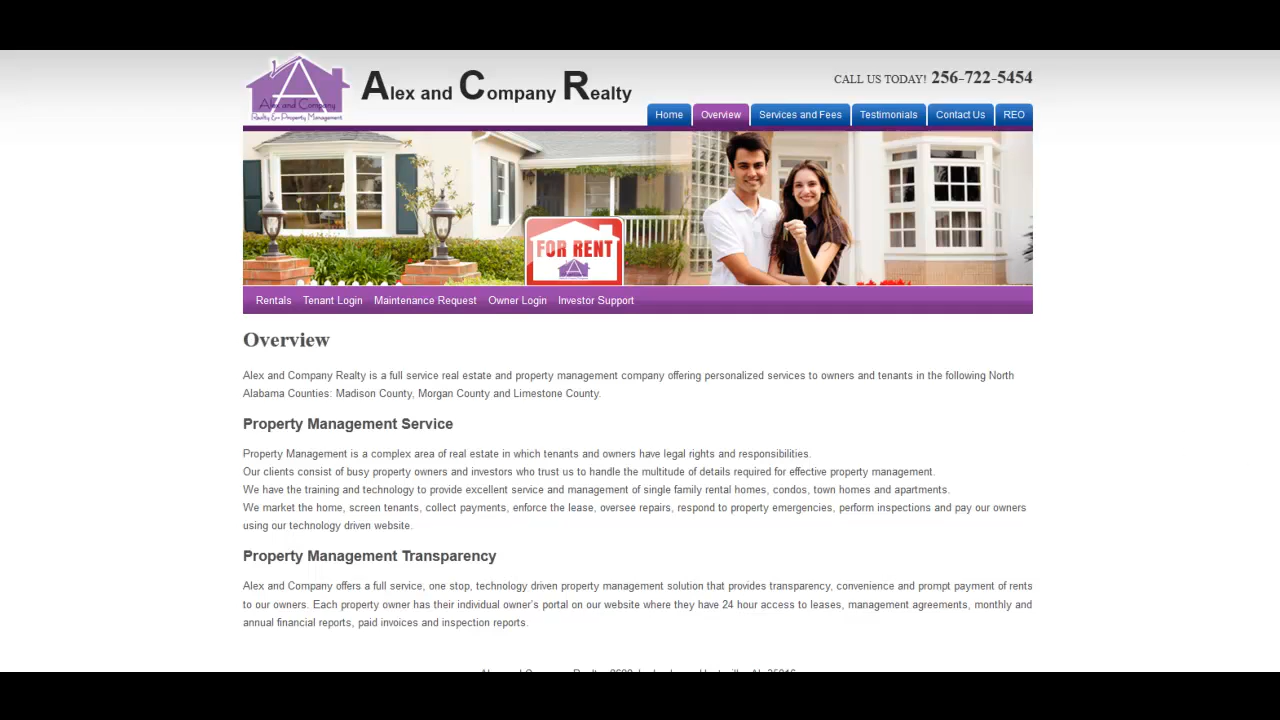 Alex and Company Realty
Alex and Company
Realty & Property Management
CALL US TODAY! 256-722-5454
Home Overview Services and Fees Testimonials Contact Us REO
FOR RENT
Rentals Tenant Login Maintenance Request Owner Login Investor Support
Overview
Alex and Company Realty is a full service real estate and property management company offering personalized services to owners and tenants in the following North
Alabama Counties: Madison County, Morgan County and Limestone County.
Property Management Service
Property Management is a complex area of real estate in which tenants and owners have legal rights and responsibilities.
Our clients consist of busy property owners and investors who trust us to handle the multitude of details required for effective property management.
We have the training and technology to provide excellent service and management of single family rental homes, condos, town homes and apartments.
We market the home, screen tenants, collect payments, enforce the lease, oversee repairs, respond to property emergencies, perform inspections and pay our owners
using our technology driven website.
Property Management Transparency
Alex and Company offers a full service, one stop, technology driven property management solution that provides transparency, convenience and prompt payment of rents
to our owners. Each property owner has their individual owner's portal on our website where they have 24 hour access to leases, management agreements, monthly and
annual financial reports, paid invoices and inspection reports.